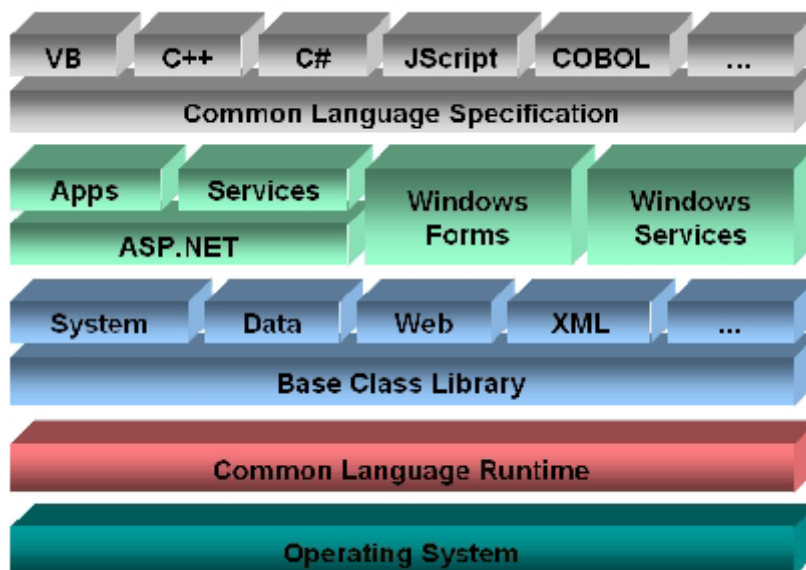 VB C++ C# JScript COBOL ...
Common Language Specification
Apps Services
Windows Forms
Windows Services
ASP.NET
System Data Web XML ...
Base Class Library
Common Language Runtime
Operating System